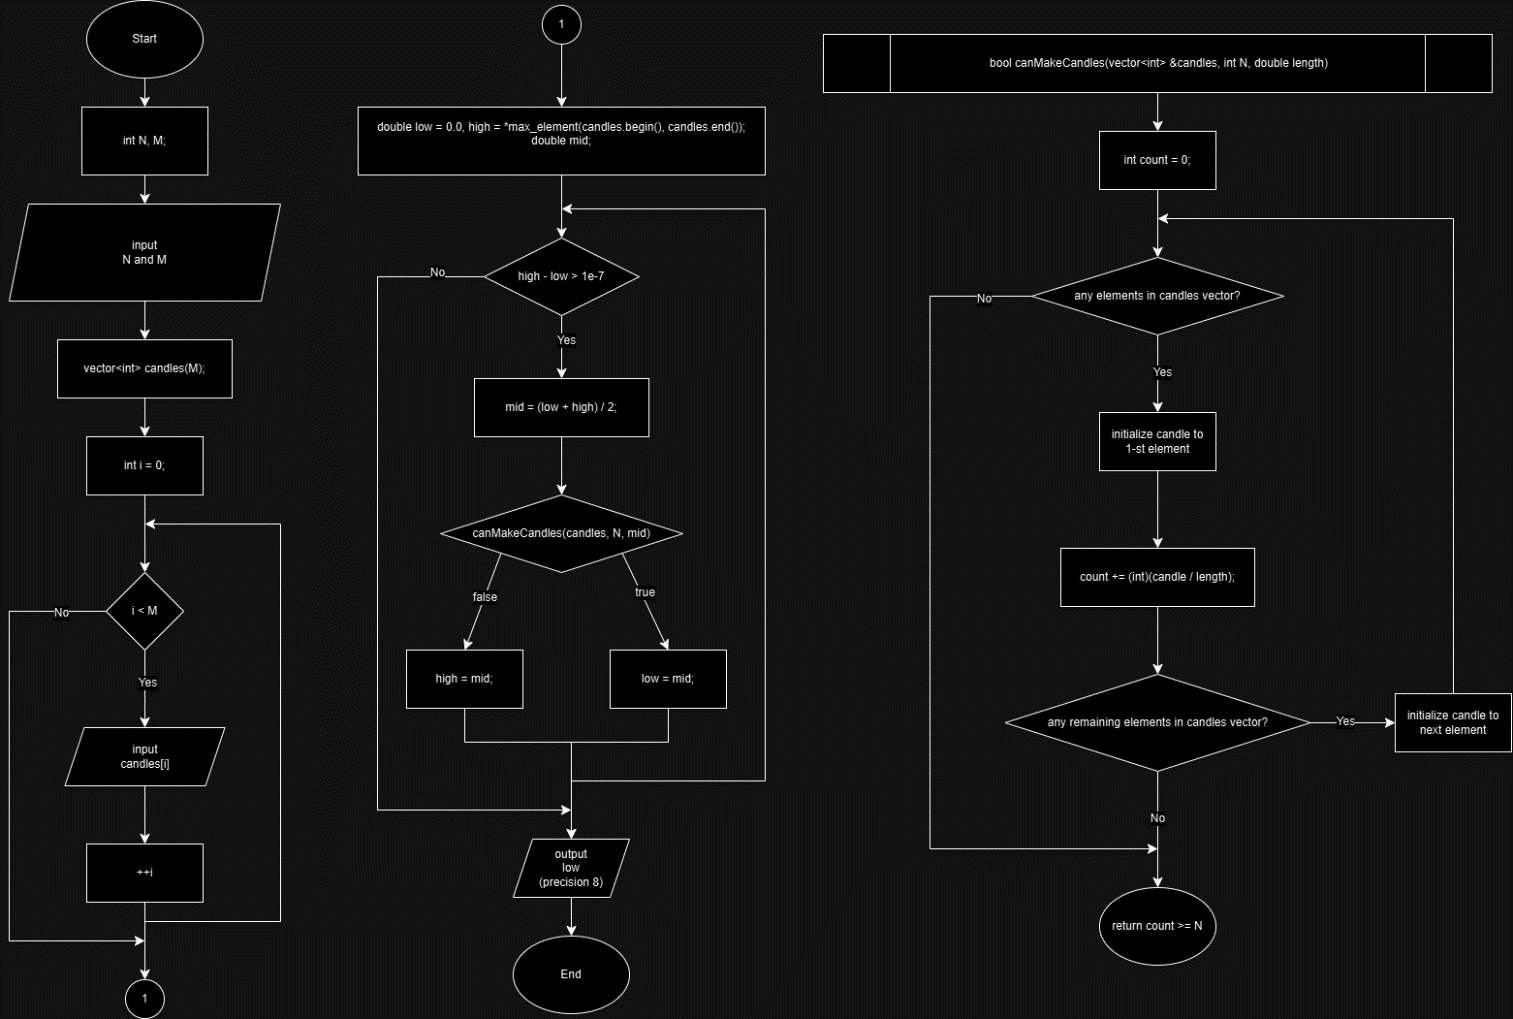 Start
int N, M;
input
N and M
vector<int> candles(M);
int i = 0;
i < M
No
Yes
input
candles[i]
++i
1
1
double low = 0.0, high = *max_element(candles.begin(), candles.end());
double mid;
high - low > 1e-7
No
Yes
mid = (low + high) / 2;
canMakeCandles(candles, N, mid)
false
true
high = mid;
low = mid;
output
low
(precision 8)
End
bool canMakeCandles(vector<int> &candles, int N, double length)
int count = 0;
any elements in candles vector?
No
Yes
initialize candle to
1-st element
count += (int)(candle / length);
any remaining elements in candles vector?
Yes
initialize candle to
next element
No
return count >= N